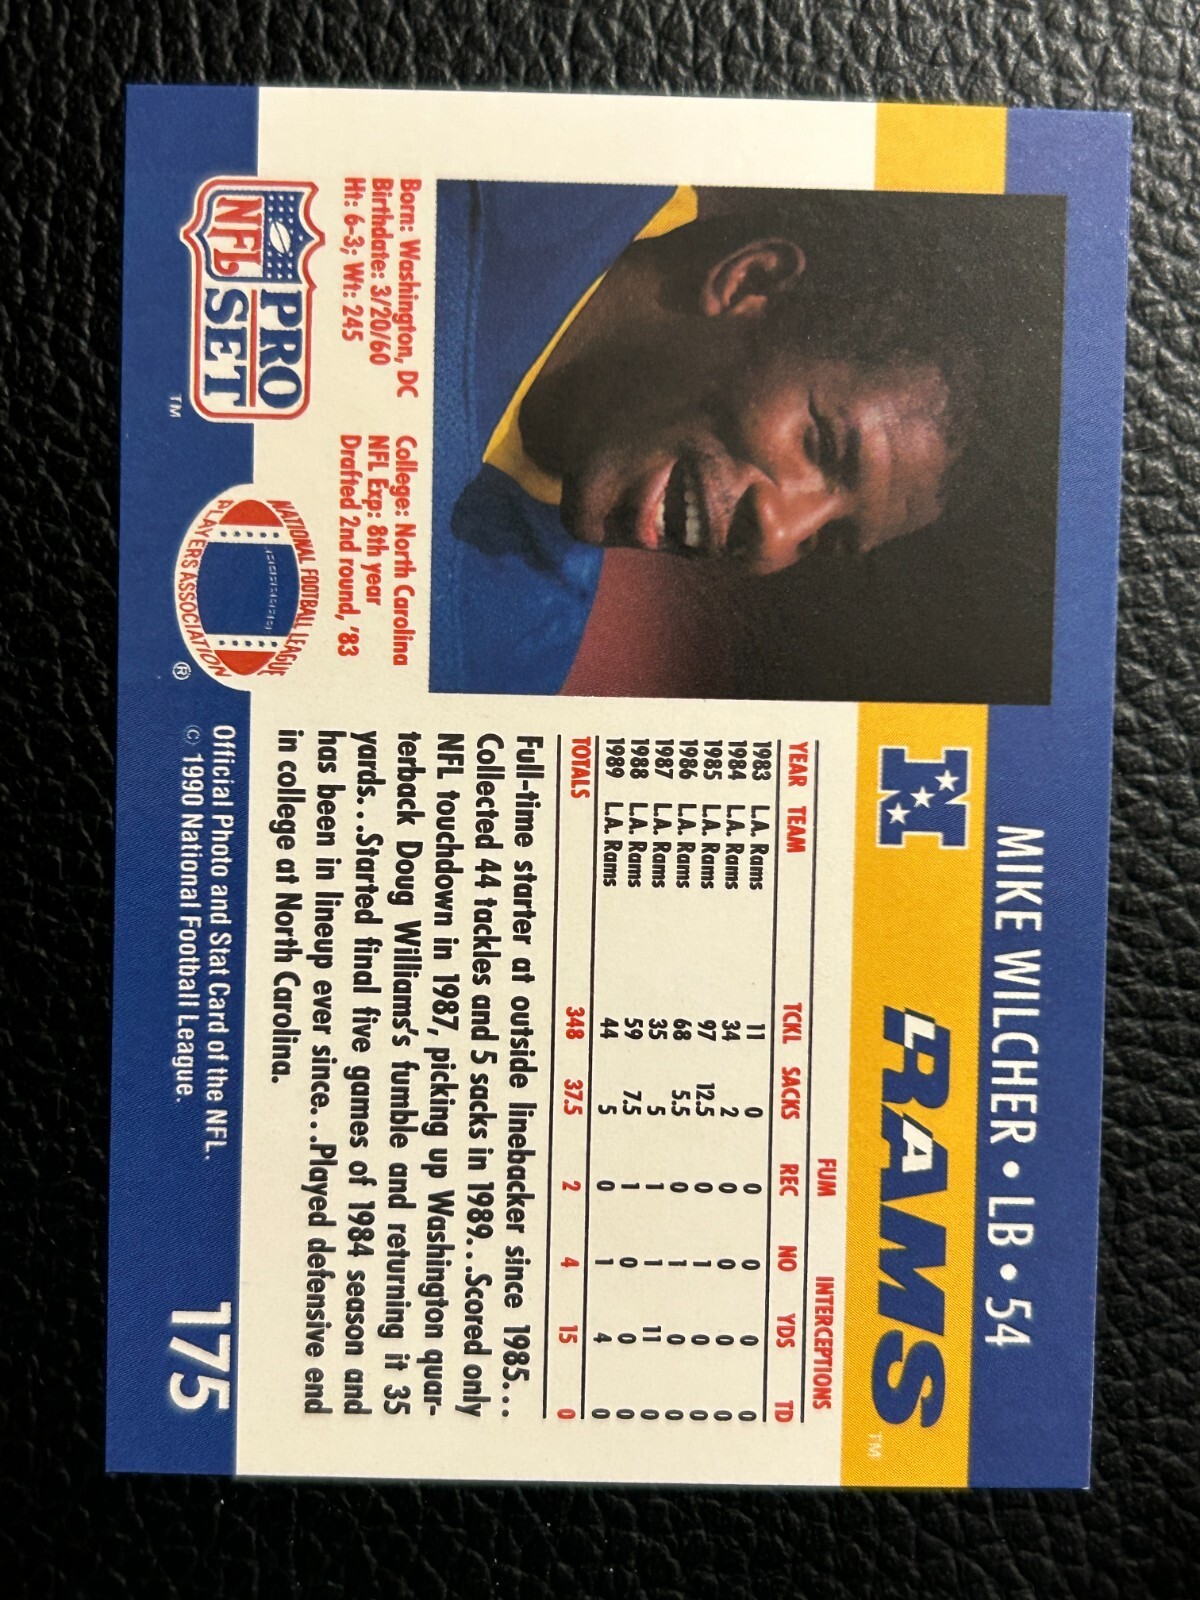 MIKE WILCHER • LB • 54
N RAMS TM
FUM INTERCEPTIONS
YEAR TEAM TCKL SACKS REC NO YDS TD
1983 L.A. Rams 11 0 0 0 0 0
1984 L.A. Rams 34 2 0 0 0 0
1985 L.A. Rams 97 12.5 0 1 0 0
1986 L.A. Rams 68 5.5 0 1 0 0
1987 L.A. Rams 35 5 1 1 11 0
1988 L.A. Rams 59 7.5 1 0 0 0
1989 L.A. Rams 44 5 0 1 4 0
TOTALS 348 37.5 2 4 15 0
Full-time starter at outside linebacker since 1985...
Collected 44 tackles and 5 sacks in 1989...Scored only
NFL touchdown in 1987, picking up Washington quar-
terback Doug Williams's fumble and returning it 35
yards...Started final five games of 1984 season and
has been in lineup ever since...Played defensive end
in college at North Carolina.
Born: Washington, DC
Birthdate: 3/20/60
Ht: 6-3; Wt: 245
College: North Carolina
NFL Exp: 8th year
Drafted 2nd round, '83
PRO
NFL SET
TM
NATIONAL FOOTBALL LEAGUE
PLAYERS ASSOCIATION
®
Official Photo and Stat Card of the NFL.
© 1990 National Football League.
175